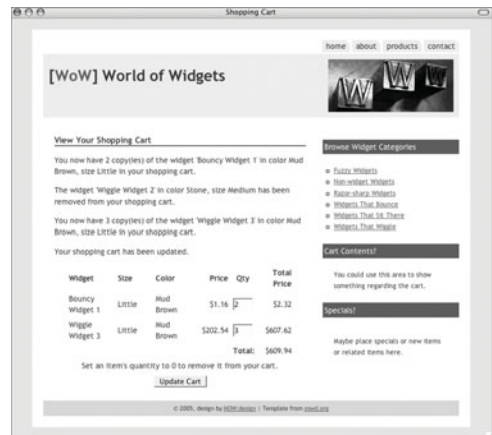 Shopping Cart
home about products contact
[WoW] World of Widgets
W W W
View Your Shopping Cart
You now have 2 copy(ies) of the widget 'Bouncy Widget 1' in color Mud
Brown, size Little in your shopping cart.
The widget 'Wiggle Widget 2' in color Stone, size Medium has been
removed from your shopping cart.
You now have 3 copy(ies) of the widget 'Wiggle Widget 3' in color Mud
Brown, size Little in your shopping cart.
Your shopping cart has been updated.
Widget Size Color Price Qty Total Price
Bouncy Widget 1 Little Mud Brown $1.16 2 $2.32
Wiggle Widget 3 Little Mud Brown $202.54 3 $607.62
Total: $609.94
Set an item's quantity to 0 to remove it from your cart.
Update Cart
Browse Widget Categories
Fuzzy Widgets
Non-widget Widgets
Razor-sharp Widgets
Widgets That Bounce
Widgets That Sit There
Widgets That Wiggle
Cart Contents?
You could use this area to show
something regarding the cart.
Specials?
Maybe place specials or new items
or related items here.
© 2005, design by NOW design | Template from oswd.org